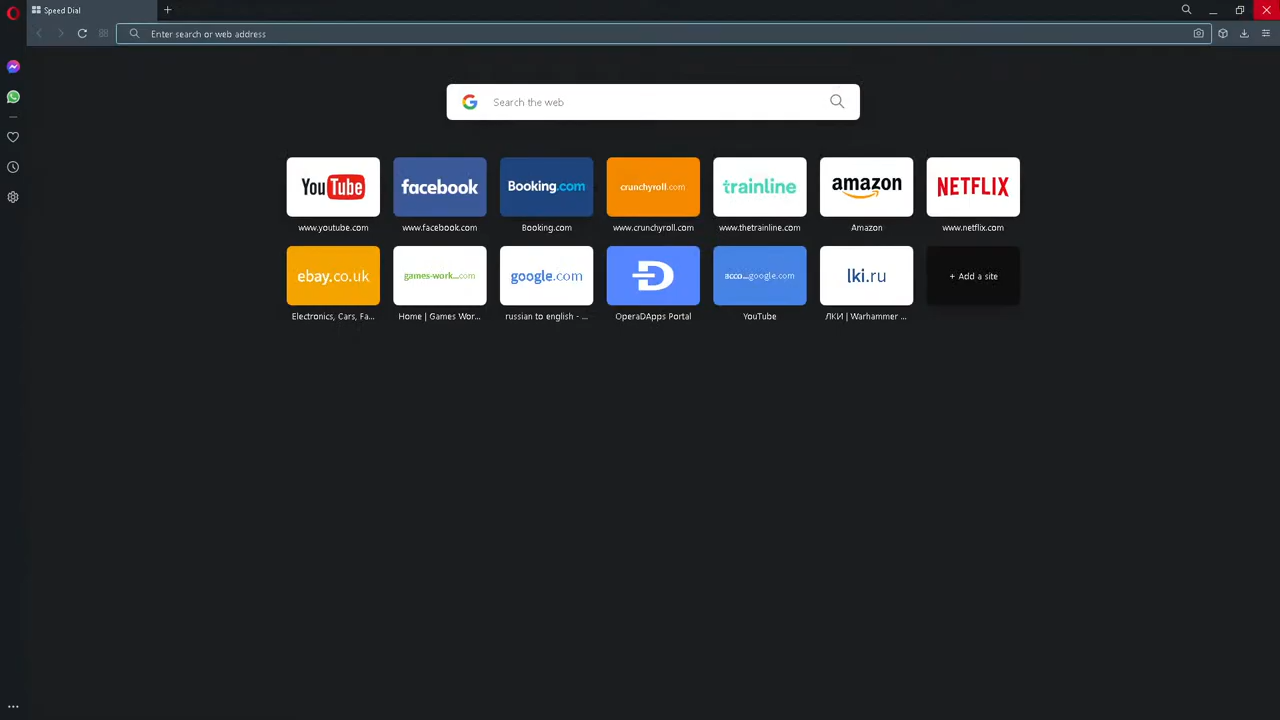 Speed Dial
Enter search or web address
Search the web
YouTube
facebook
Booking.com
crunchyroll.com
trainline
amazon
NETFLIX
www.youtube.com
www.facebook.com
Booking.com
www.crunchyroll.com
www.thetrainline.com
Amazon
www.netflix.com
ebay.co.uk
games-work...com
google.com
acco...google.com
lki.ru
+ Add a site
Electronics, Cars, Fa...
Home | Games Wor...
russian to english - ...
OperaDApps Portal
YouTube
ЛКИ | Warhammer ...